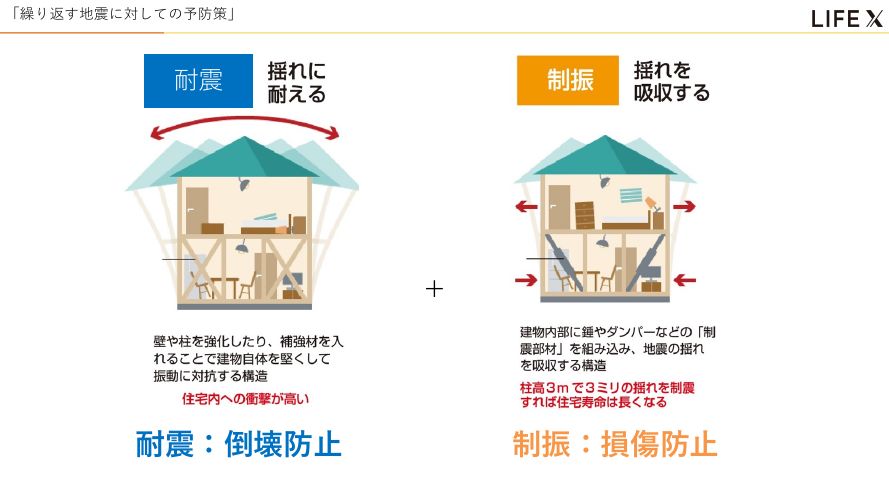 「繰り返す地震に対しての予防策」
LIFE X
耐震
揺れに
耐える
制振
揺れを
吸収する
+
壁や柱を強化したり、補強材を入
れることで建物自体を堅くして
振動に対抗する構造
住宅内への衝撃が高い
建物内部に錘やダンパーなどの「制
震部材」を組み込み、地震の揺れ
を吸収する構造
柱高3mで3ミリの揺れを制震
すれば住宅寿命は長くなる
耐震：倒壊防止
制振：損傷防止